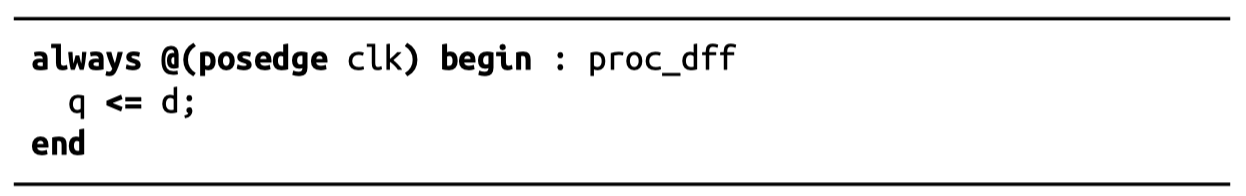 always @(posedge clk) begin : proc_dff
  q <= d;
end